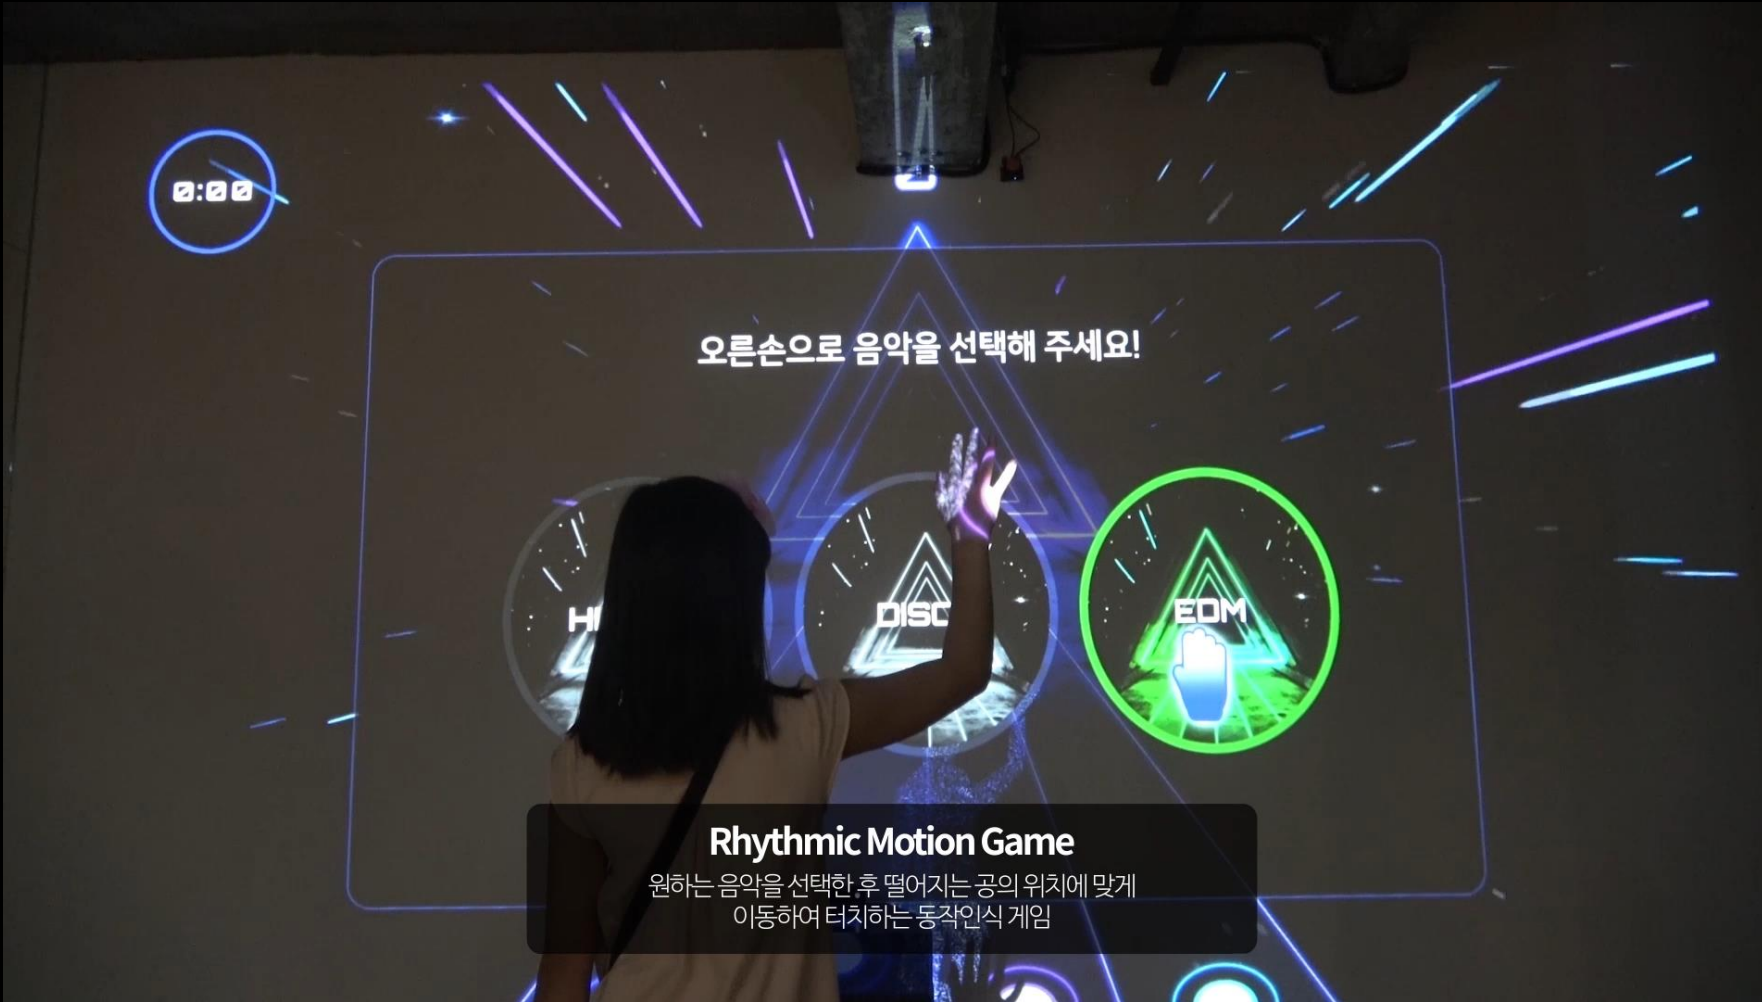 0:00
오른손으로 음악을 선택해 주세요!
EDM
Rhythmic Motion Game
원하는 음악을 선택한 후 떨어지는 공의 위치에 맞게
이동하여 터치하는 동작인식 게임